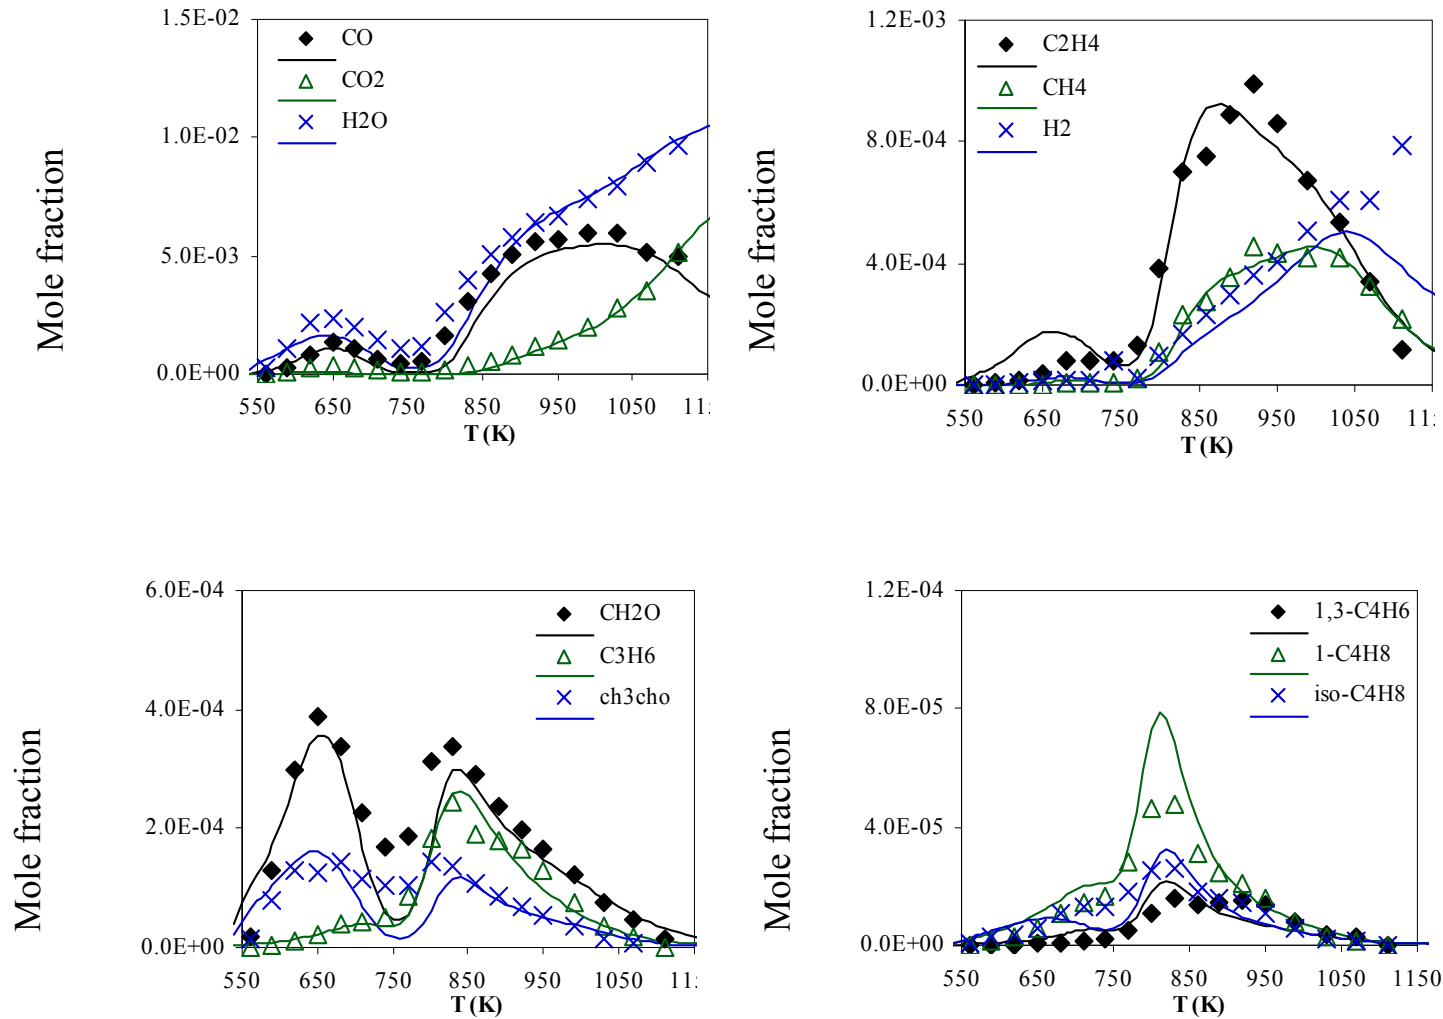 1.5E-02
1.0E-02
5.0E-03
0.0E+00
CO
CO2
H2O
Mole fraction
550 650 750 850 950 1050 115
T (K)
1.2E-03
8.0E-04
4.0E-04
0.0E+00
C2H4
CH4
H2
Mole fraction
550 650 750 850 950 1050 115
T (K)
6.0E-04
4.0E-04
2.0E-04
0.0E+00
CH2O
C3H6
ch3cho
Mole fraction
550 650 750 850 950 1050 115
T (K)
1.2E-04
8.0E-05
4.0E-05
0.0E+00
1,3-C4H6
1-C4H8
iso-C4H8
Mole fraction
550 650 750 850 950 1050 1150
T (K)